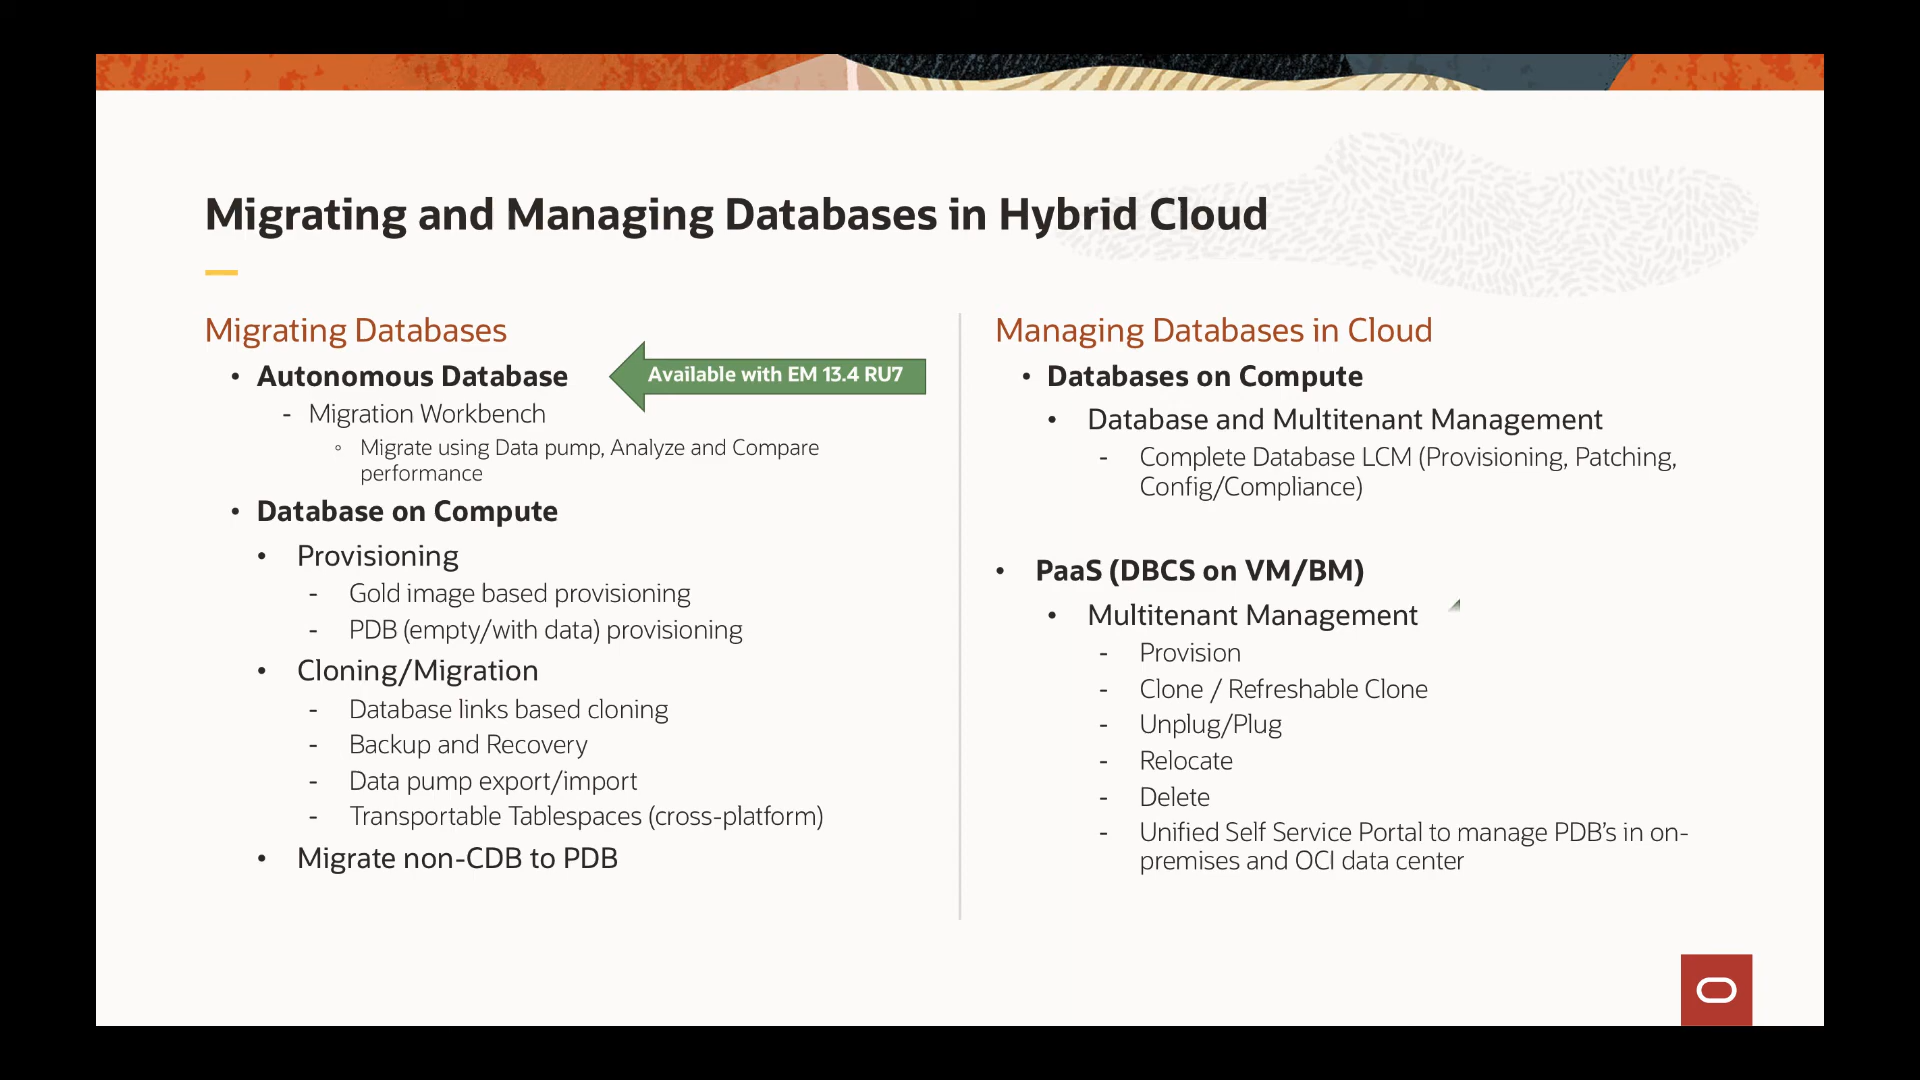 Migrating and Managing Databases in Hybrid Cloud
Migrating Databases
• Autonomous Database
Available with EM 13.4 RU7
- Migration Workbench
◦ Migrate using Data pump, Analyze and Compare
performance
• Database on Compute
• Provisioning
- Gold image based provisioning
- PDB (empty/with data) provisioning
• Cloning/Migration
- Database links based cloning
- Backup and Recovery
- Data pump export/import
- Transportable Tablespaces (cross-platform)
• Migrate non-CDB to PDB
Managing Databases in Cloud
• Databases on Compute
• Database and Multitenant Management
- Complete Database LCM (Provisioning, Patching,
Config/Compliance)
• PaaS (DBCS on VM/BM)
• Multitenant Management
- Provision
- Clone / Refreshable Clone
- Unplug/Plug
- Relocate
- Delete
- Unified Self Service Portal to manage PDB’s in on-
premises and OCI data center